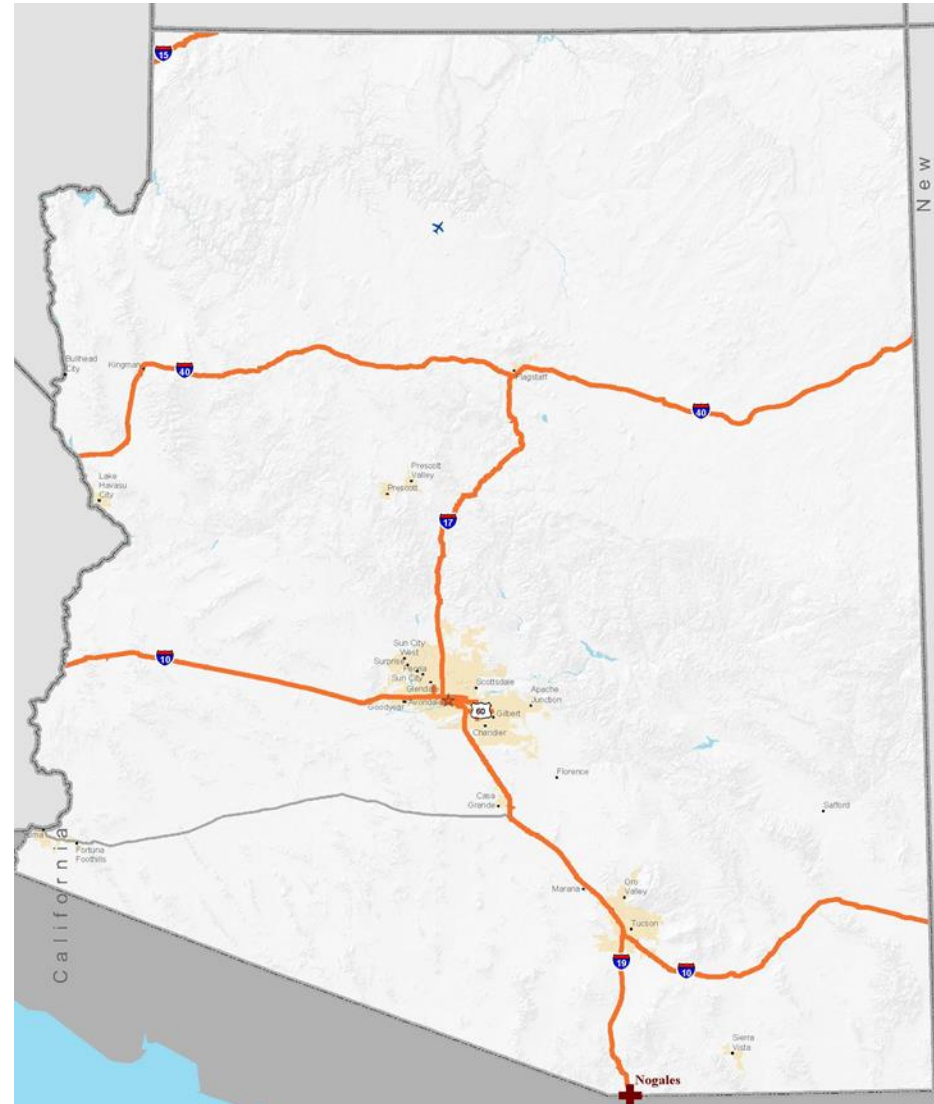 15
New
Bullhead
City
Kingman
40
Flagstaff
40
Lake
Havasu
City
Prescott
Valley
Prescott
17
Sun City
West
Surprise
Peoria
Sun City
Glendale
Scottsdale
10
Goodyear
Avondale
Apache
Junction
60
Gilbert
Chandler
Florence
Casa
Grande
Safford
Fortuna
Foothills
California
Marana
Oro
Valley
Tucson
19
10
Sierra
Vista
Nogales